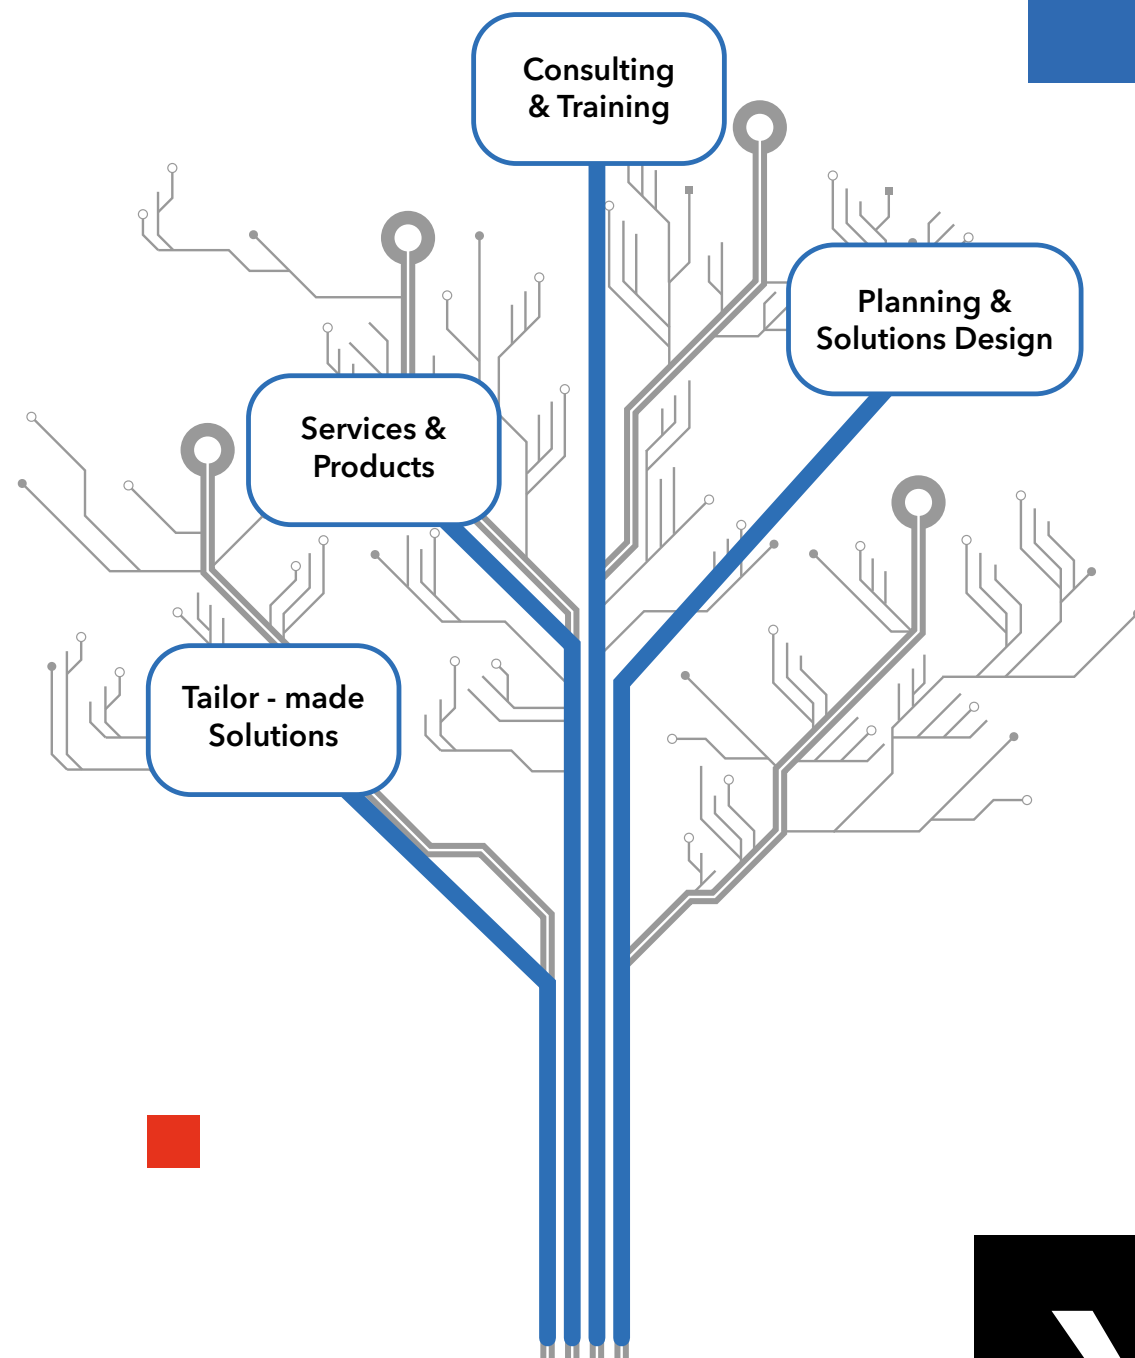 Consulting
& Training
Planning &
Solutions Design
Services &
Products
Tailor - made
Solutions